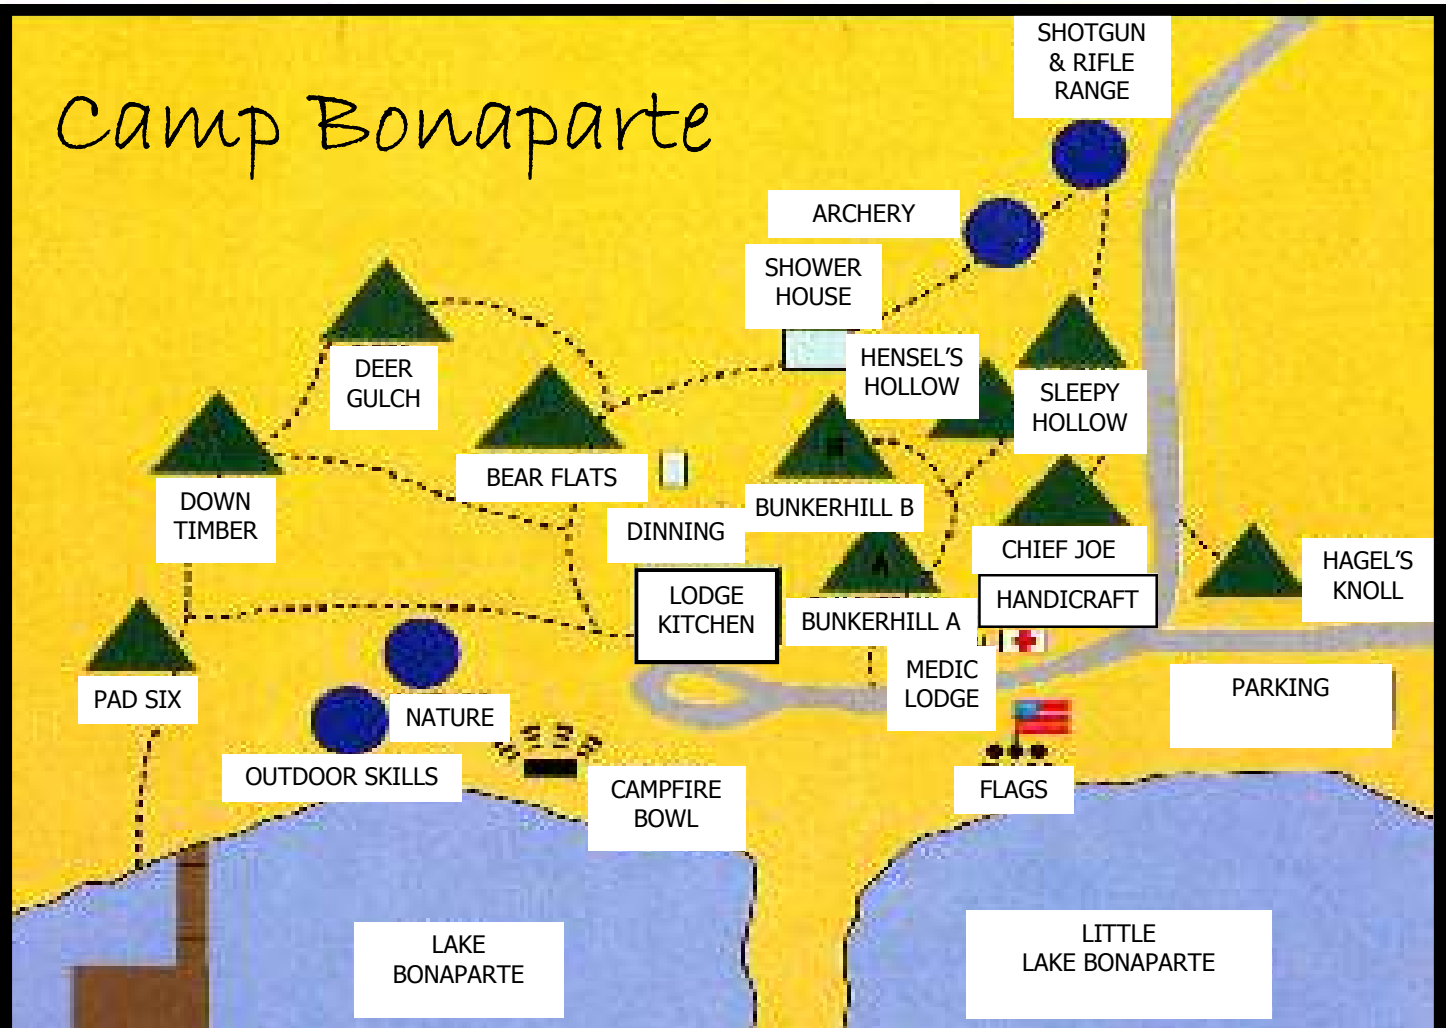 Camp Bonaparte
SHOTGUN
& RIFLE
RANGE
ARCHERY
SHOWER
HOUSE
HENSEL'S
HOLLOW
SLEEPY
HOLLOW
DEER
GULCH
BEAR FLATS
DOWN
TIMBER
BUNKERHILL B
DINNING
LODGE
KITCHEN
CHIEF JOE
HANDICRAFT
A
BUNKERHILL A
HAGEL'S
KNOLL
MEDIC
LODGE
PARKING
PAD SIX
NATURE
OUTDOOR SKILLS
CAMPFIRE
BOWL
FLAGS
LAKE
BONAPARTE
LITTLE
LAKE BONAPARTE